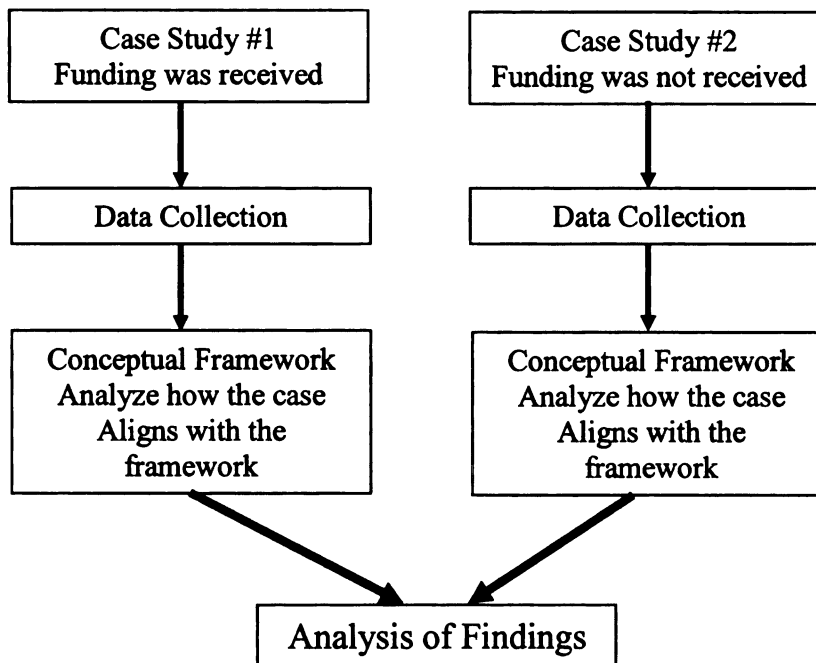 Case Study #1
Funding was received
Case Study #2
Funding was not received
Data Collection
Data Collection
Conceptual Framework
Analyze how the case
Aligns with the
framework
Conceptual Framework
Analyze how the case
Aligns with the
framework
Analysis of Findings